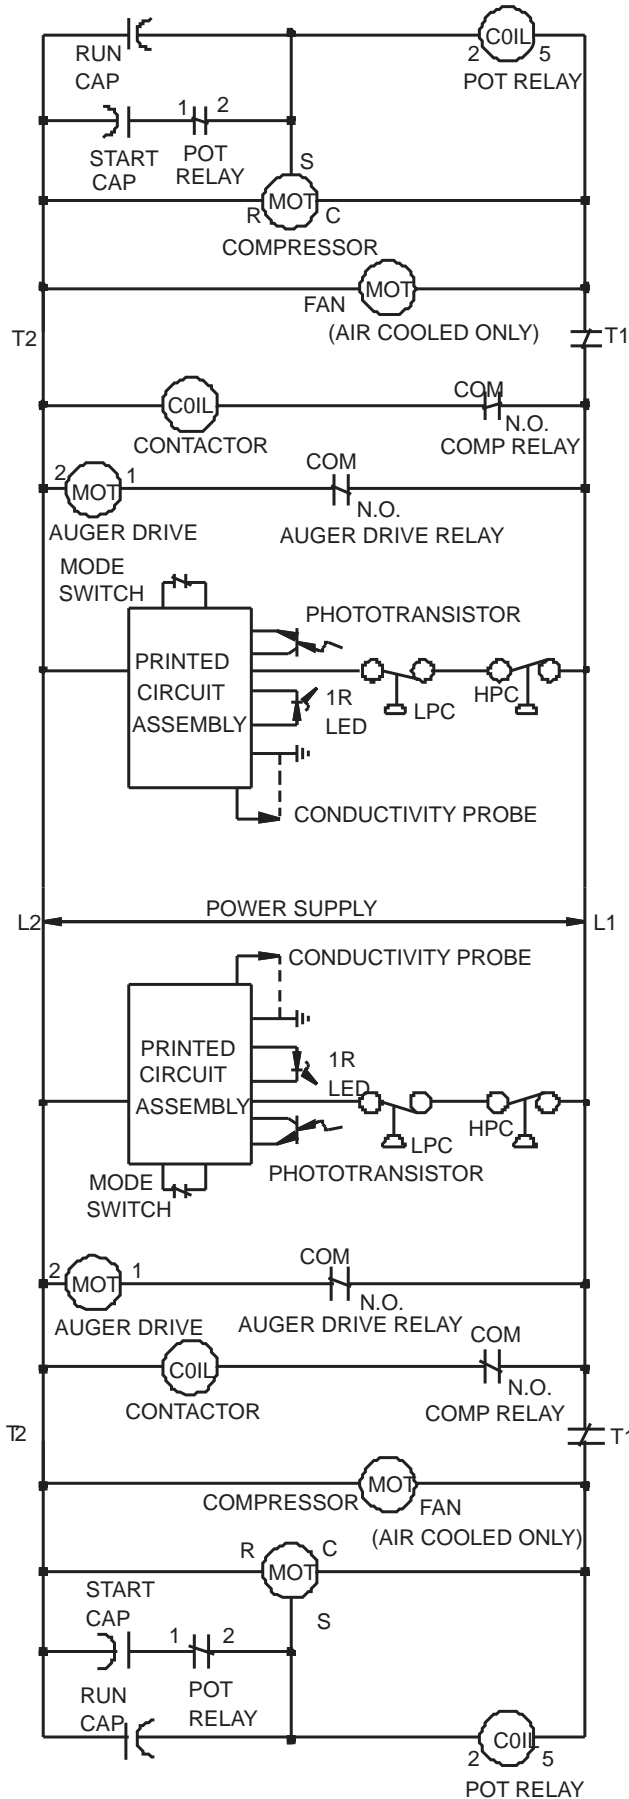 RUN
CAP
C0IL
2 5
POT RELAY
1 2
START
CAP
POT
RELAY
S
R MOT C
COMPRESSOR
MOT
FAN
(AIR COOLED ONLY)
T2
T1
C0IL
CONTACTOR
COM
N.O.
COMP RELAY
2 MOT 1
AUGER DRIVE
COM
N.O.
AUGER DRIVE RELAY
MODE
SWITCH
PHOTOTRANSISTOR
PRINTED
CIRCUIT
ASSEMBLY
1R
LED
LPC
HPC
CONDUCTIVITY PROBE
L2
POWER SUPPLY
L1
CONDUCTIVITY PROBE
PRINTED
CIRCUIT
ASSEMBLY
1R
LED
LPC
HPC
PHOTOTRANSISTOR
MODE
SWITCH
2 MOT 1
AUGER DRIVE
COM
N.O.
AUGER DRIVE RELAY
C0IL
CONTACTOR
COM
N.O.
COMP RELAY
T2
T1
COMPRESSOR
MOT
FAN
(AIR COOLED ONLY)
R MOT C
S
START
CAP
1 2
POT
RELAY
RUN
CAP
C0IL
2 5
POT RELAY